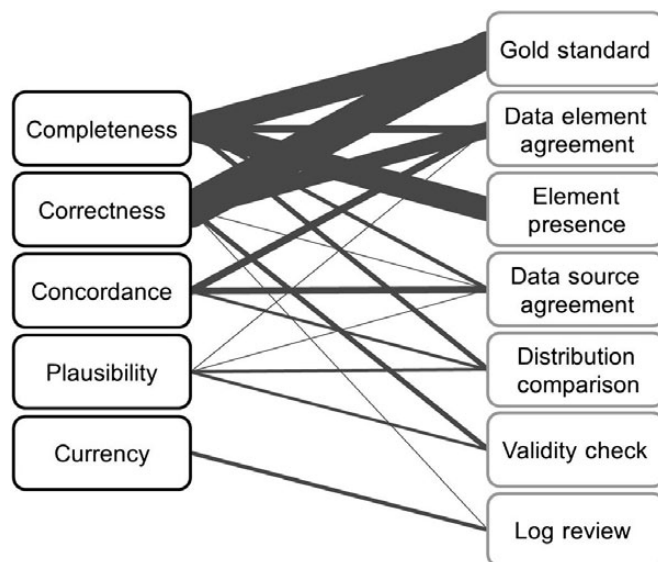 Completeness
Correctness
Concordance
Plausibility
Currency
Gold standard
Data element
agreement
Element
presence
Data source
agreement
Distribution
comparison
Validity check
Log review